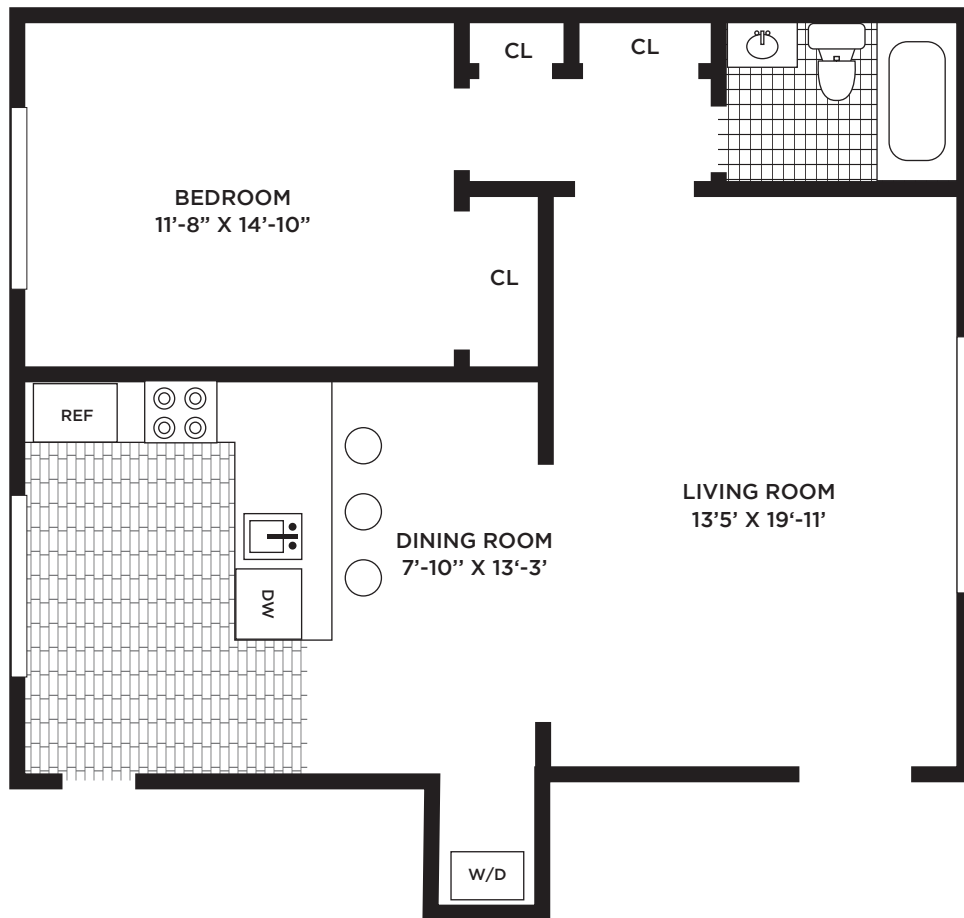 CL
CL
BEDROOM
11’-8” X 14’-10”
CL
REF
LIVING ROOM
13’5’ X 19‘-11’
DINING ROOM
7’-10’’ X 13‘-3’
DW
W/D